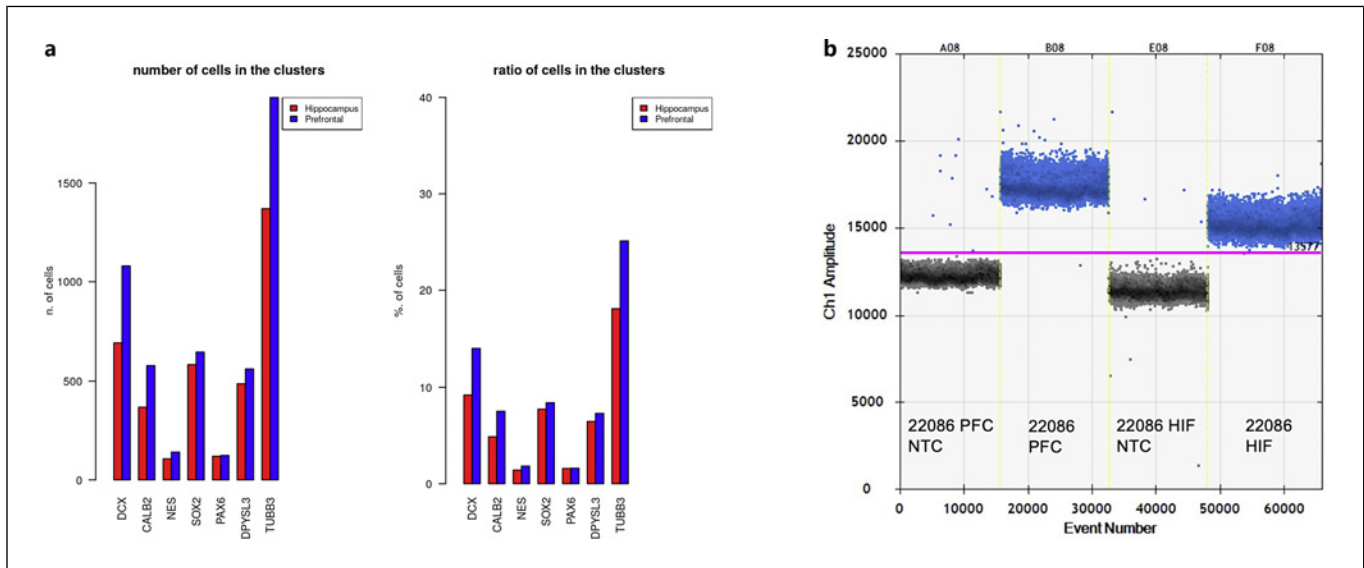 a
number of cells in the clusters
Hippocampus
Prefrontal
n. of cells
1500
1000
500
0
DCX
CALB2
NES
SOX2
PAX6
DPYSL3
TUBB3
ratio of cells in the clusters
Hippocampus
Prefrontal
%. of cells
40
30
20
10
0
DCX
CALB2
NES
SOX2
PAX6
DPYSL3
TUBB3
b
A08 B08 E08 F08
Ch1 Amplitude
25000
20000
15000
10000
5000
0
13577
22086 PFC
NTC
22086
PFC
22086 HIF
NTC
22086
HIF
0 10000 20000 30000 40000 50000 60000
Event Number